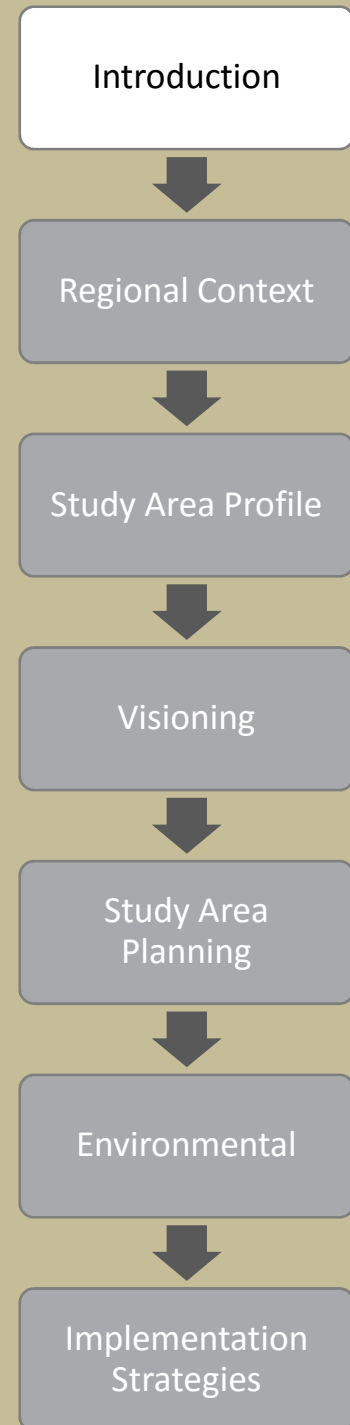 Introduction
Regional Context
Study Area Profile
Visioning
Study Area
Planning
Environmental
Implementation
Strategies